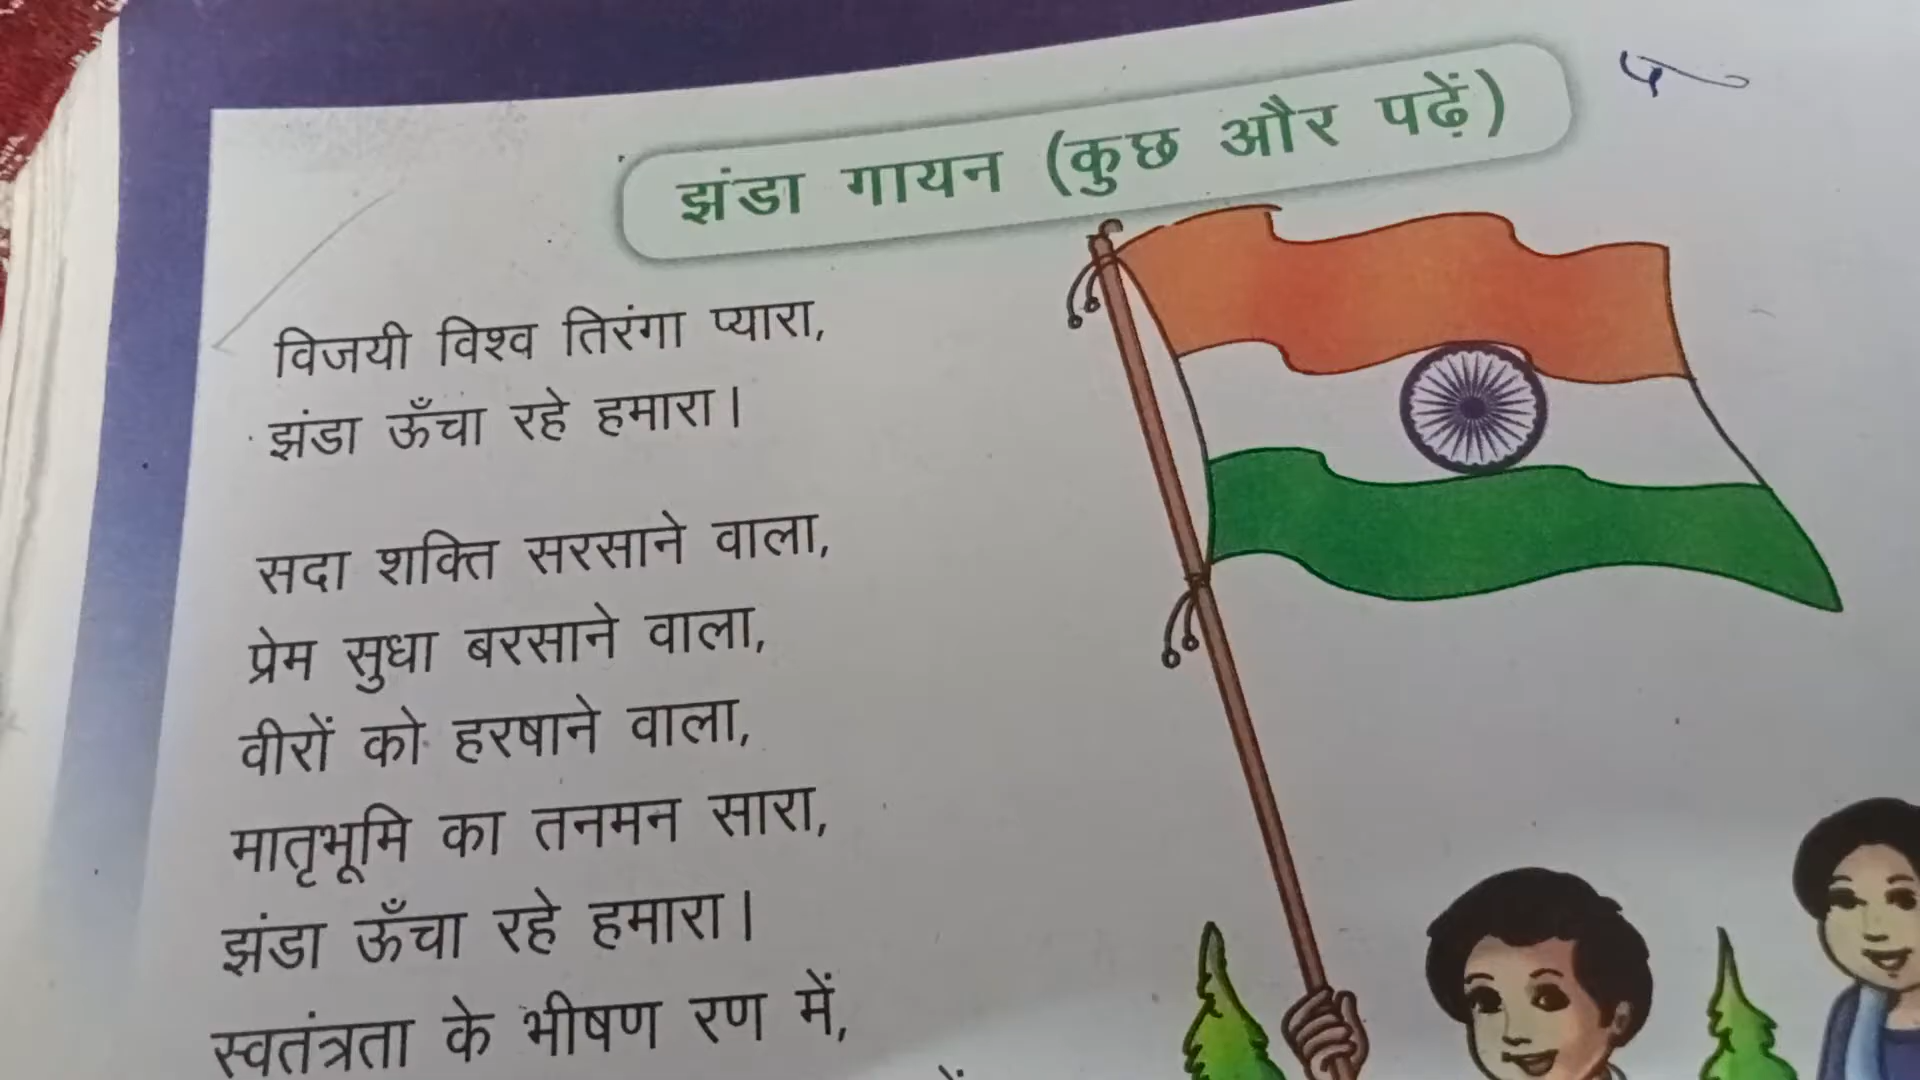 झंडा गायन (कुछ और पढ़ें)
विजयी विश्व तिरंगा प्यारा,
झंडा ऊँचा रहे हमारा।
सदा शक्ति सरसाने वाला,
प्रेम सुधा बरसाने वाला,
वीरों को हरषाने वाला,
मातृभूमि का तनमन सारा,
झंडा ऊँचा रहे हमारा।
स्वतंत्रता के भीषण रण में,